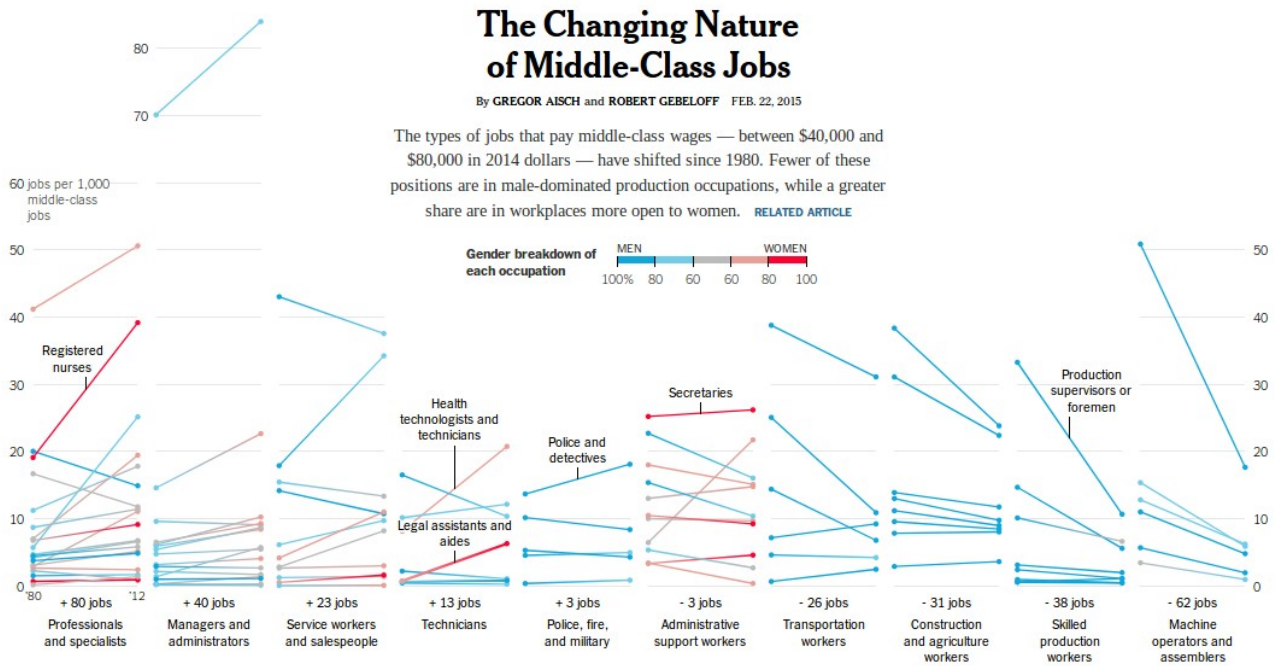 The Changing Nature
of Middle-Class Jobs
By GREGOR AISCH and ROBERT GEBELOFF FEB. 22, 2015
The types of jobs that pay middle-class wages — between $40,000 and
$80,000 in 2014 dollars — have shifted since 1980. Fewer of these
positions are in male-dominated production occupations, while a greater
share are in workplaces more open to women. RELATED ARTICLE
Gender breakdown of
each occupation
MEN WOMEN
100% 80 60 60 80 100
80
70
60 jobs per 1,000
middle-class
jobs
50
40
30
20
10
0
50
40
30
20
10
0
Registered
nurses
Health
technologists and
technicians
Legal assistants and
aides
Police and
detectives
Secretaries
Production
supervisors or
foremen
'80 '12
+ 80 jobs
Professionals
and specialists
+ 40 jobs
Managers and
administrators
+ 23 jobs
Service workers
and salespeople
+ 13 jobs
Technicians
+ 3 jobs
Police, fire,
and military
- 3 jobs
Administrative
support workers
- 26 jobs
Transportation
workers
- 31 jobs
Construction
and agriculture
workers
- 38 jobs
Skilled
production
workers
- 62 jobs
Machine
operators and
assemblers